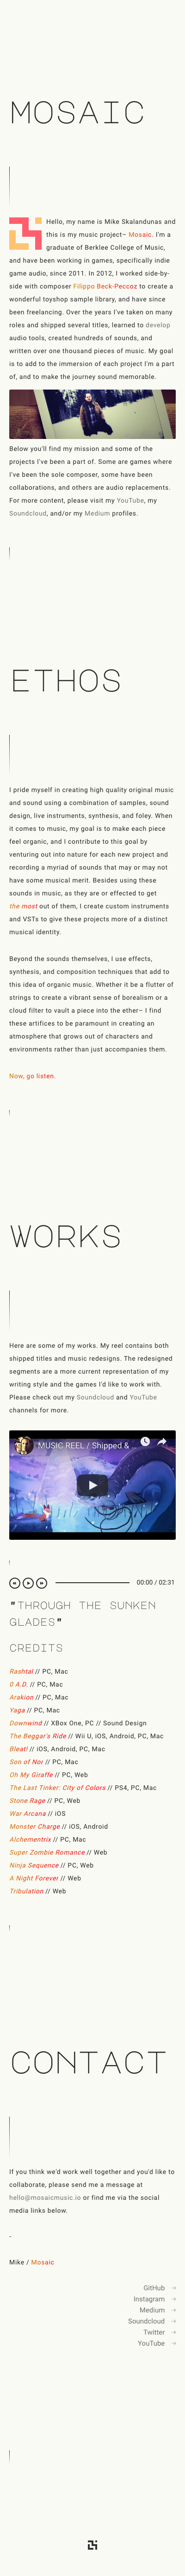 MOSAIC
Hello, my name is Mike Skalandunas and
this is my music project– Mosaic. I'm a
graduate of Berklee College of Music,
and have been working in games, specifically indie
game audio, since 2011. In 2012, I worked side-by-
side with composer Filippo Beck-Peccoz to create a
wonderful toyshop sample library, and have since
been freelancing. Over the years I've taken on many
roles and shipped several titles, learned to develop
audio tools, created hundreds of sounds, and
written over one thousand pieces of music. My goal
is to add to the immersion of each project I'm a part
of, and to make the journey sound memorable.
Below you'll find my mission and some of the
projects I've been a part of. Some are games where
I've been the sole composer, some have been
collaborations, and others are audio replacements.
For more content, please visit my YouTube, my
Soundcloud, and/or my Medium profiles.
ETHOS
I pride myself in creating high quality original music
and sound using a combination of samples, sound
design, live instruments, synthesis, and foley. When
it comes to music, my goal is to make each piece
feel organic, and I contribute to this goal by
venturing out into nature for each new project and
recording a myriad of sounds that may or may not
have some musical merit. Besides using these
sounds in music, as they are or effected to get
the most out of them, I create custom instruments
and VSTs to give these projects more of a distinct
musical identity.
Beyond the sounds themselves, I use effects,
synthesis, and composition techniques that add to
this idea of organic music. Whether it be a flutter of
strings to create a vibrant sense of borealism or a
cloud filter to vault a piece into the ether– I find
these artifices to be paramount in creating an
atmosphere that grows out of characters and
environments rather than just accompanies them.
Now, go listen.
WORKS
Here are some of my works. My reel contains both
shipped titles and music redesigns. The redesigned
segments are a more current representation of my
writing style and the games I'd like to work with.
Please check out my Soundcloud and YouTube
channels for more.
MUSIC REEL / Shipped &
00:00 / 02:31
"THROUGH THE SUNKEN
GLADES"
CREDITS
Rashtal // PC, Mac
0 A.D. // PC, Mac
Arakion // PC, Mac
Yaga // PC, Mac
Downwind // XBox One, PC // Sound Design
The Beggar's Ride // Wii U, iOS, Android, PC, Mac
Bleat! // iOS, Android, PC, Mac
Son of Nor // PC, Mac
Oh My Giraffe // PC, Web
The Last Tinker: City of Colors // PS4, PC, Mac
Stone Rage // PC, Web
War Arcana // iOS
Monster Charge // iOS, Android
Alchementrix // PC, Mac
Super Zombie Romance // Web
Ninja Sequence // PC, Web
A Night Forever // Web
Tribulation // Web
CONTACT
If you think we'd work well together and you'd like to
collaborate, please send me a message at
hello@mosaicmusic.io or find me via the social
media links below.
-
Mike / Mosaic
GitHub →
Instagram →
Medium →
Soundcloud →
Twitter →
YouTube →